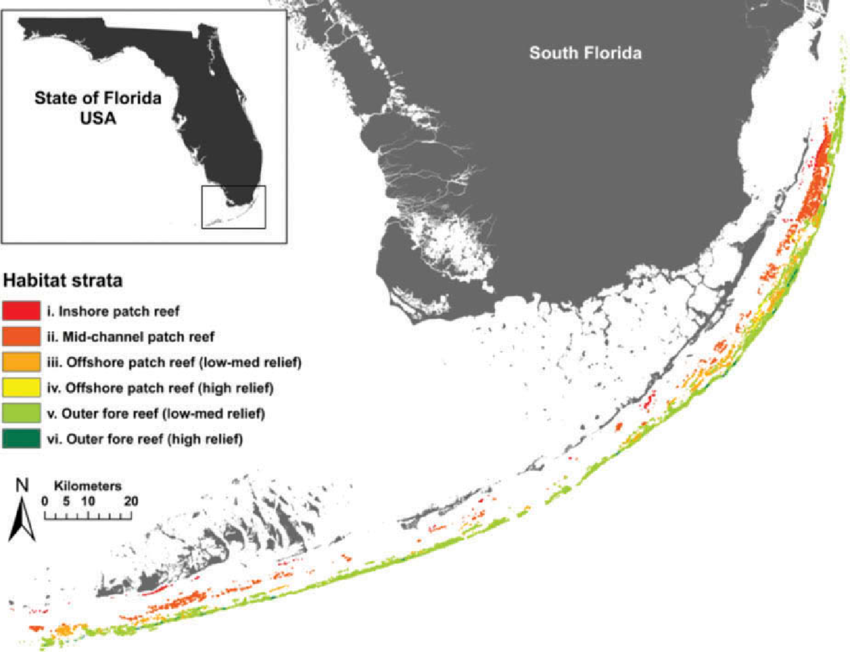 State of Florida
USA
South Florida
Habitat strata
i. Inshore patch reef
ii. Mid-channel patch reef
iii. Offshore patch reef (low-med relief)
iv. Offshore patch reef (high relief)
v. Outer fore reef (low-med relief)
vi. Outer fore reef (high relief)
N
Kilometers
0 5 10 20